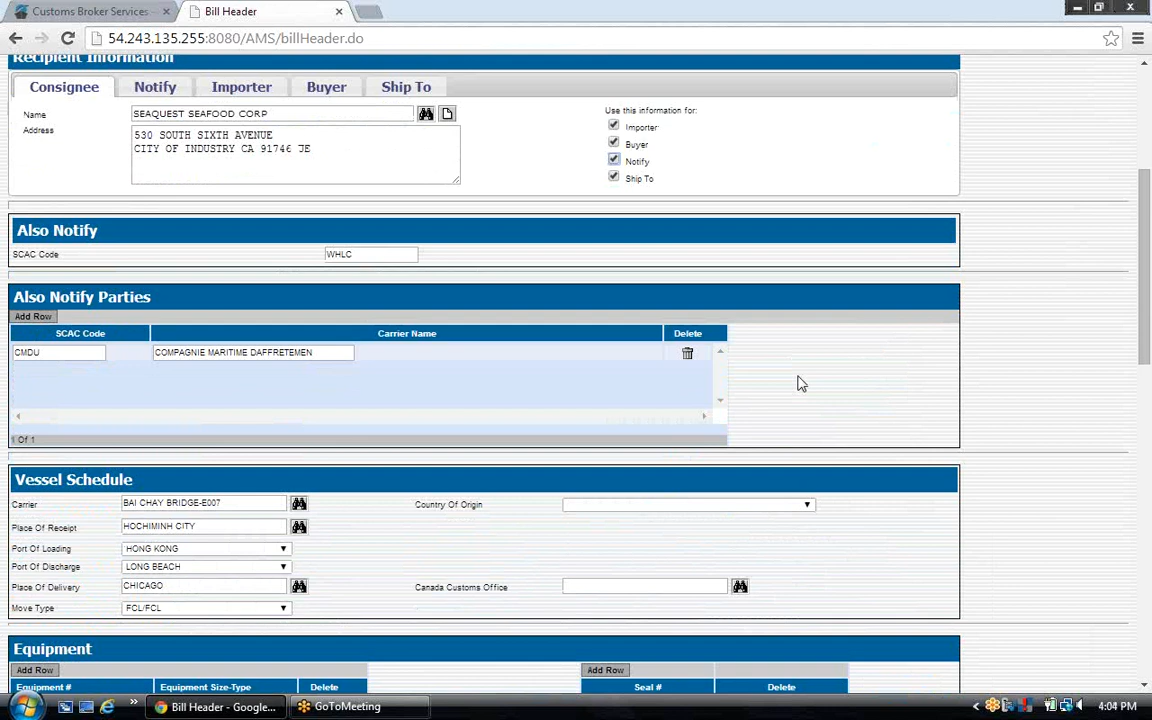 Customs Broker Services
Bill Header
54.243.135.255:8080/AMS/billHeader.do
Recipient Information
Consignee Notify Importer Buyer Ship To
Name SEAQUEST SEAFOOD CORP
Use this information for:
Address 530 SOUTH SIXTH AVENUE
CITY OF INDUSTRY CA 91746 JE
Importer
Buyer
Notify
Ship To
Also Notify
SCAC Code WHLC
Also Notify Parties
Add Row
SCAC Code Carrier Name Delete
CMDU COMPAGNIE MARITIME DAFFRETEMEN
1 Of 1
Vessel Schedule
Carrier BAI CHAY BRIDGE-E007 Country Of Origin
Place Of Receipt HOCHIMINH CITY
Port Of Loading HONG KONG
Port Of Discharge LONG BEACH
Place Of Delivery CHICAGO Canada Customs Office
Move Type FCL/FCL
Equipment
Add Row Add Row
Equipment # Equipment Size-Type Delete Seal # Delete
Bill Header - Google... GoToMeeting 4:04 PM